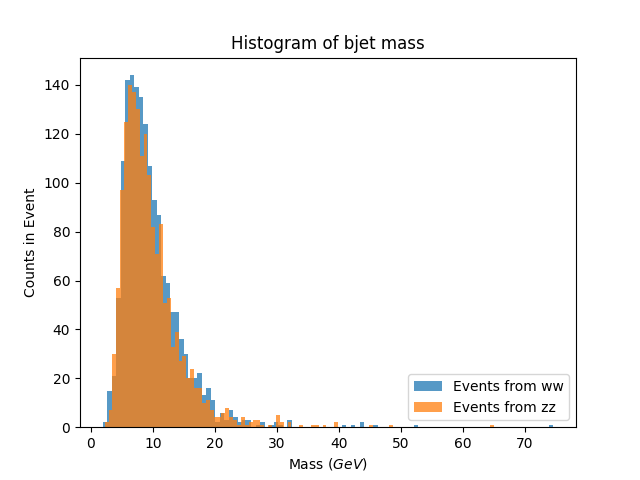 Histogram of bjet mass
140
120
100
80
60
40
20
0
Counts in Event
Events from ww
Events from zz
0 10 20 30 40 50 60 70
Mass (GeV)